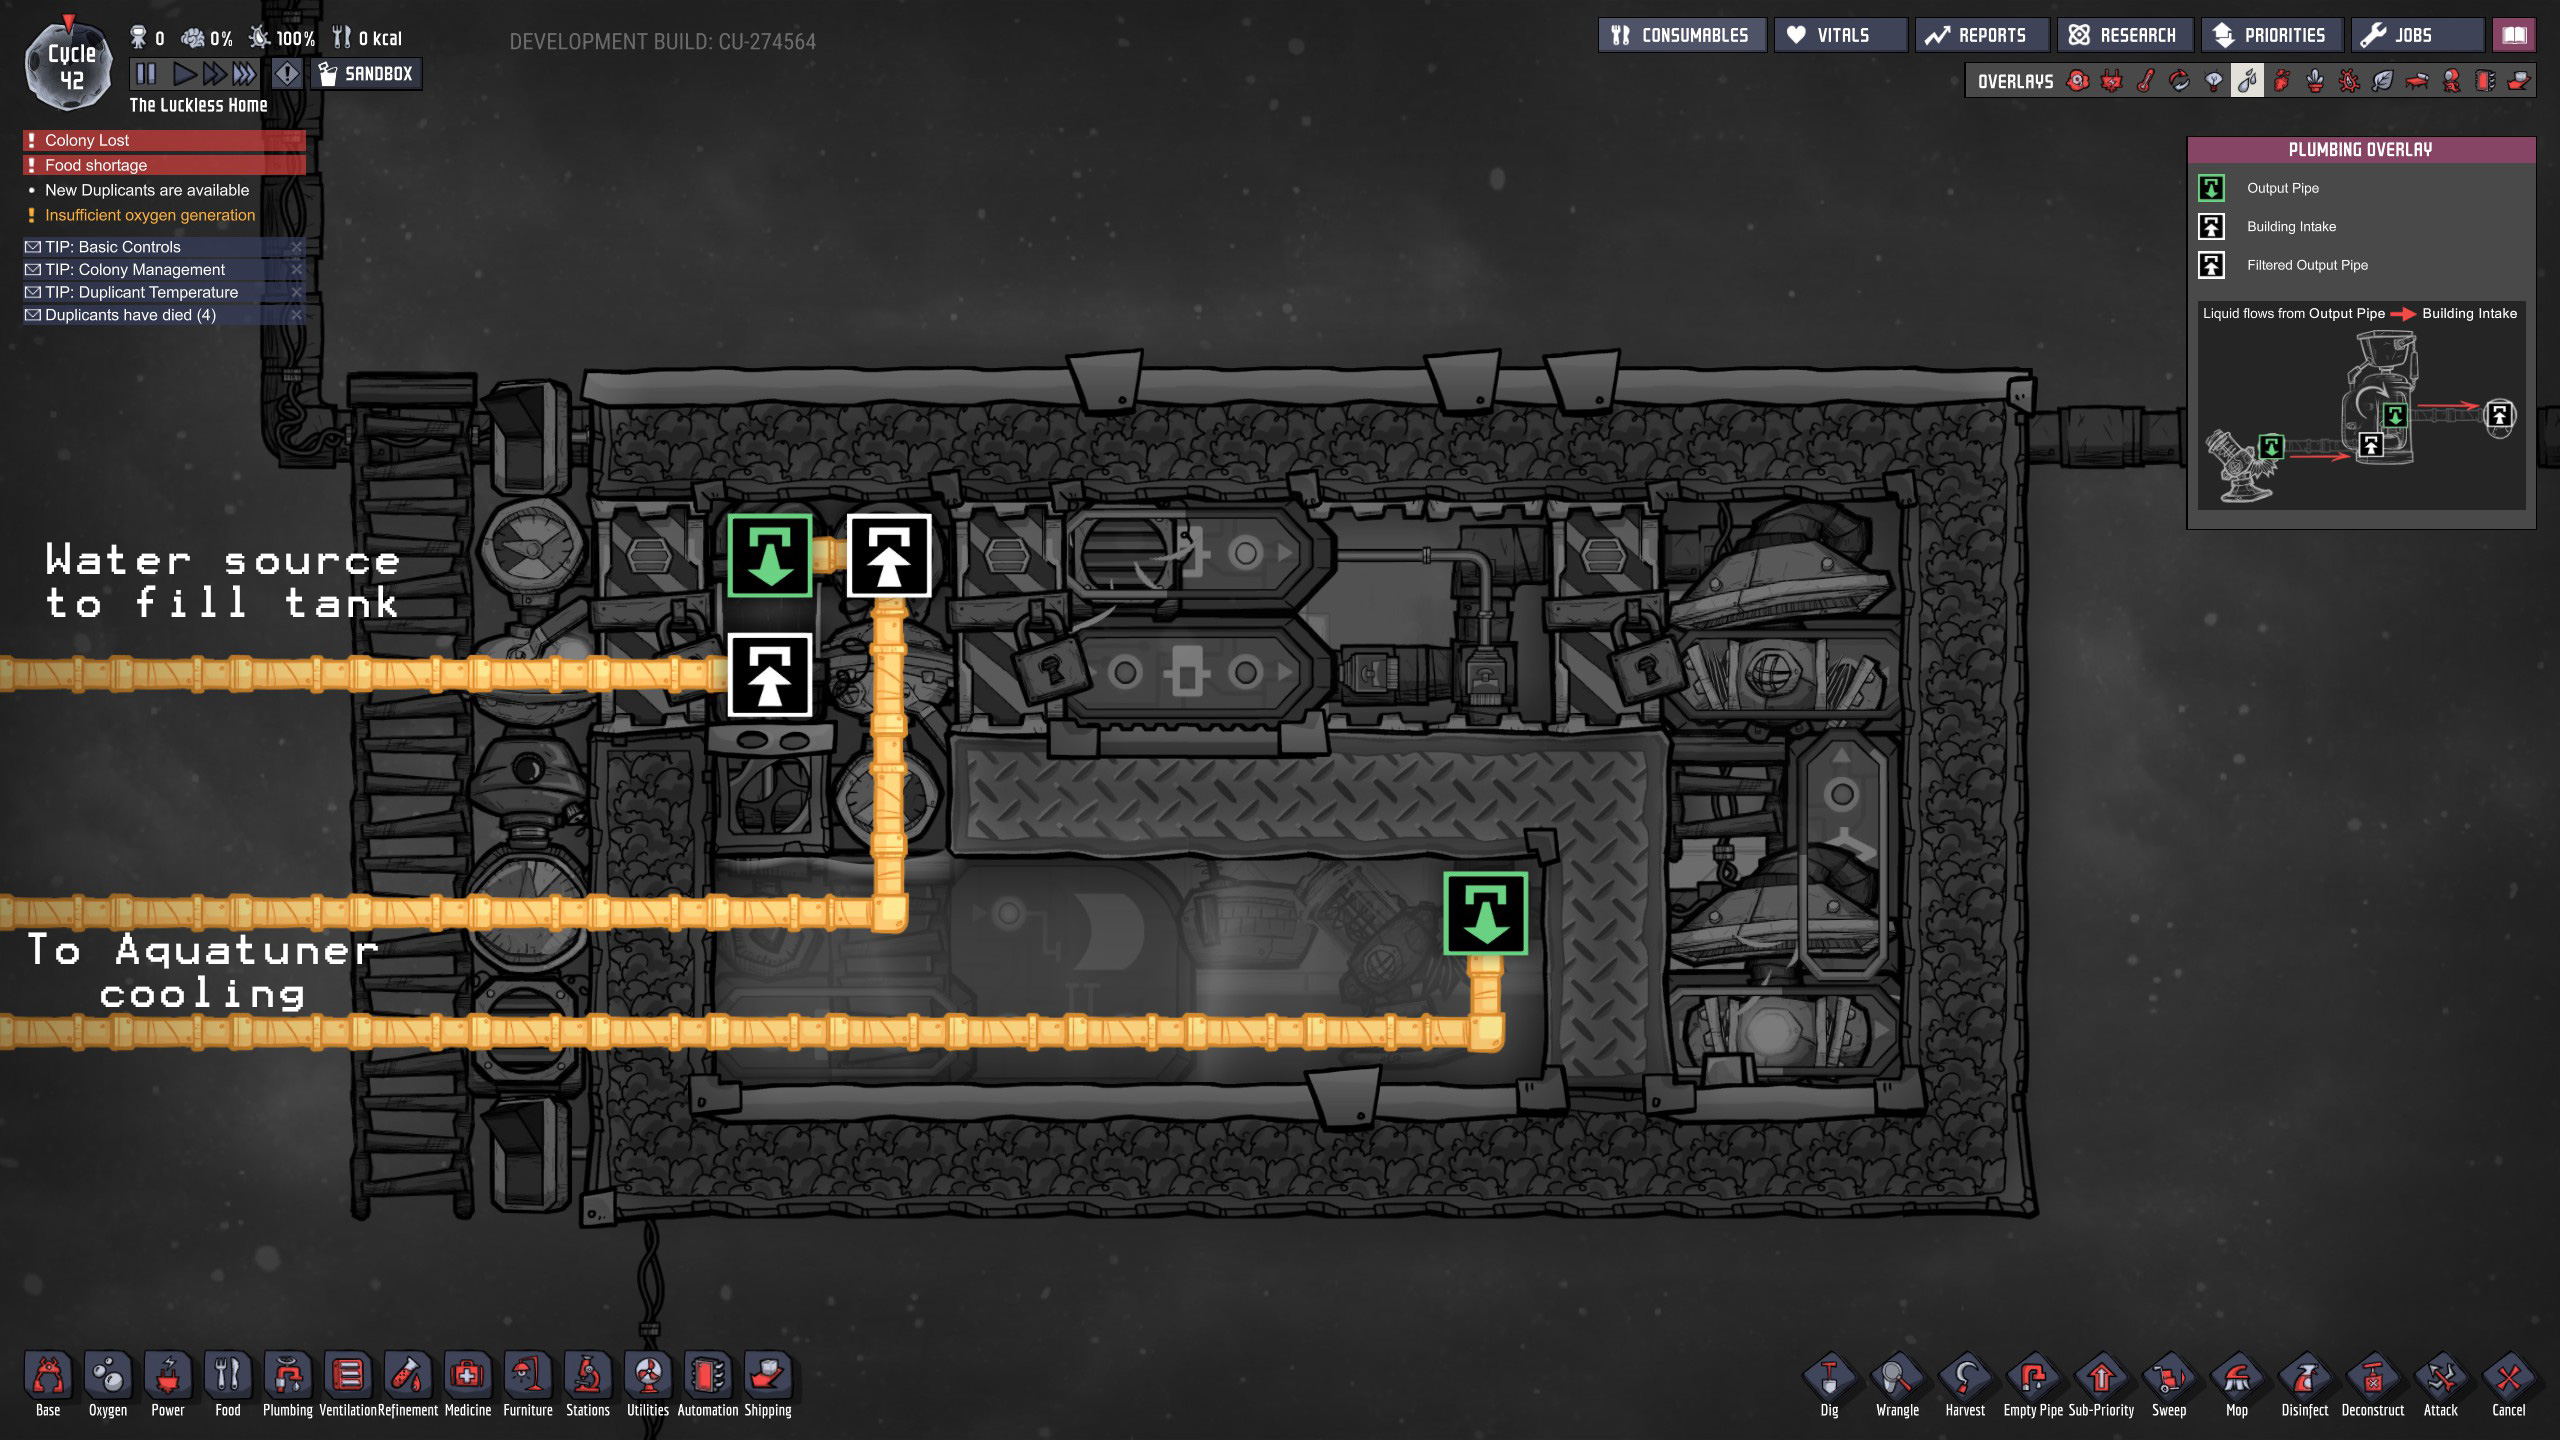 Cycle
42
0 0% 100% 0 kcal
SANDBOX
The Luckless Home
DEVELOPMENT BUILD: CU-274564
CONSUMABLES VITALS REPORTS RESEARCH PRIORITIES JOBS
OVERLAYS
Colony Lost
Food shortage
New Duplicants are available
Insufficient oxygen generation
TIP: Basic Controls
TIP: Colony Management
TIP: Duplicant Temperature
Duplicants have died (4)
PLUMBING OVERLAY
Output Pipe
Building Intake
Filtered Output Pipe
Liquid flows from Output Pipe Building Intake
Water source
to fill tank
To Aquatuner
cooling
Base Oxygen Power Food Plumbing Ventilation Refinement Medicine Furniture Stations Utilities Automation Shipping
Dig Wrangle Harvest Empty Pipe Sub-Priority Sweep Mop Disinfect Deconstruct Attack Cancel